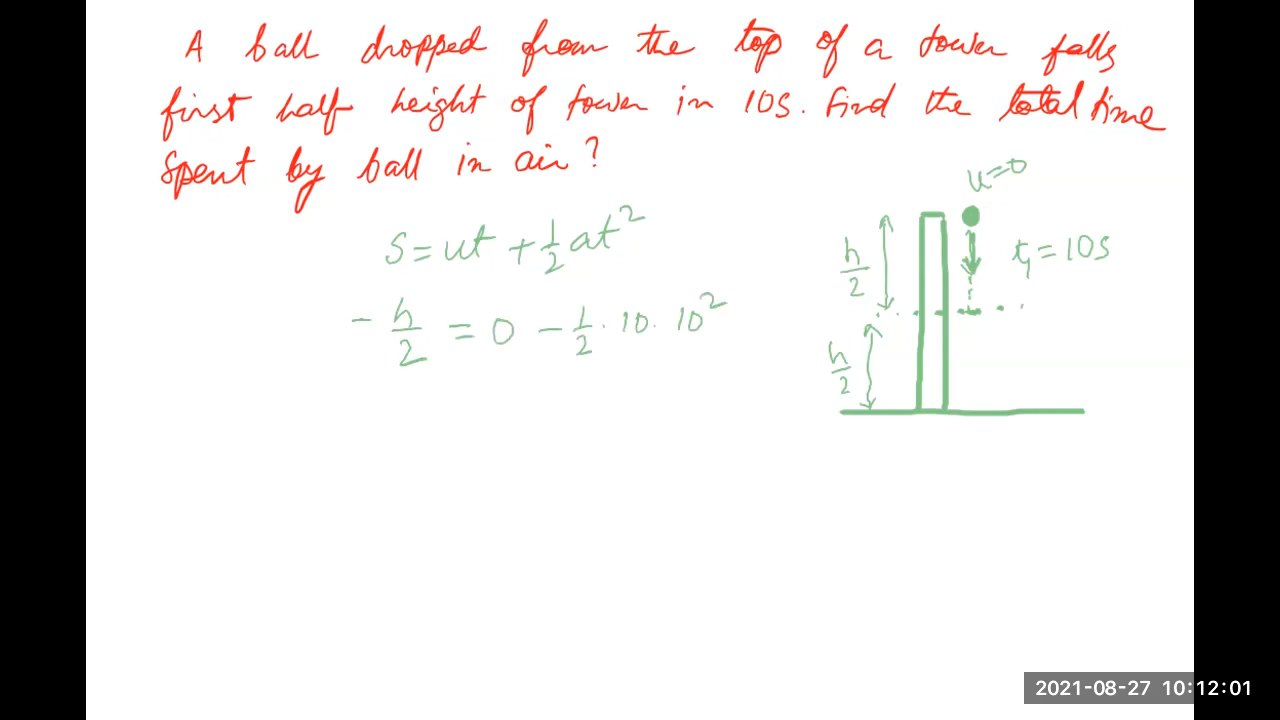 A ball dropped from the top of a tower falls
first half height of tower in 10s. Find the total time
spent by ball in air?
u=0
S = ut + 1/2 at²
h/2
t₁ = 10s
- h/2 = 0 - 1/2 · 10 · 10²
h/2
2021-08-27 10:12:01